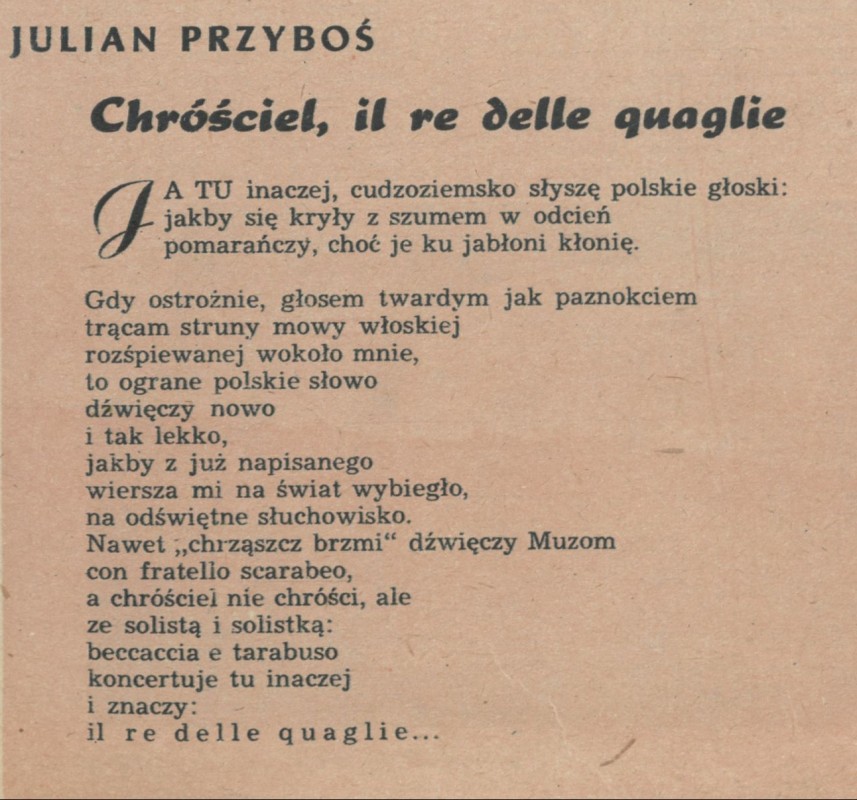 JULIAN PRZYBOŚ
Chróściel, il re delle quaglie
JA TU inaczej, cudzoziemsko słyszę polskie głoski:
jakby się kryły z szumem w odcień
pomarańczy, choć je ku jabłoni kłonię.
Gdy ostrożnie, głosem twardym jak paznokciem
trącam struny mowy włoskiej
rozśpiewanej wokoło mnie,
to ograne polskie słowo
dźwięczy nowo
i tak lekko,
jakby z już napisanego
wiersza mi na świat wybiegło,
na odświętne słuchowisko.
Nawet „chrząszcz brzmi“ dźwięczy Muzom
con fratello scarabeo,
a chróściel nie chróści, ale
ze solistą i solistką:
beccaccia e tarabuso
koncertuje tu inaczej
i znaczy:
il re delle quaglie...